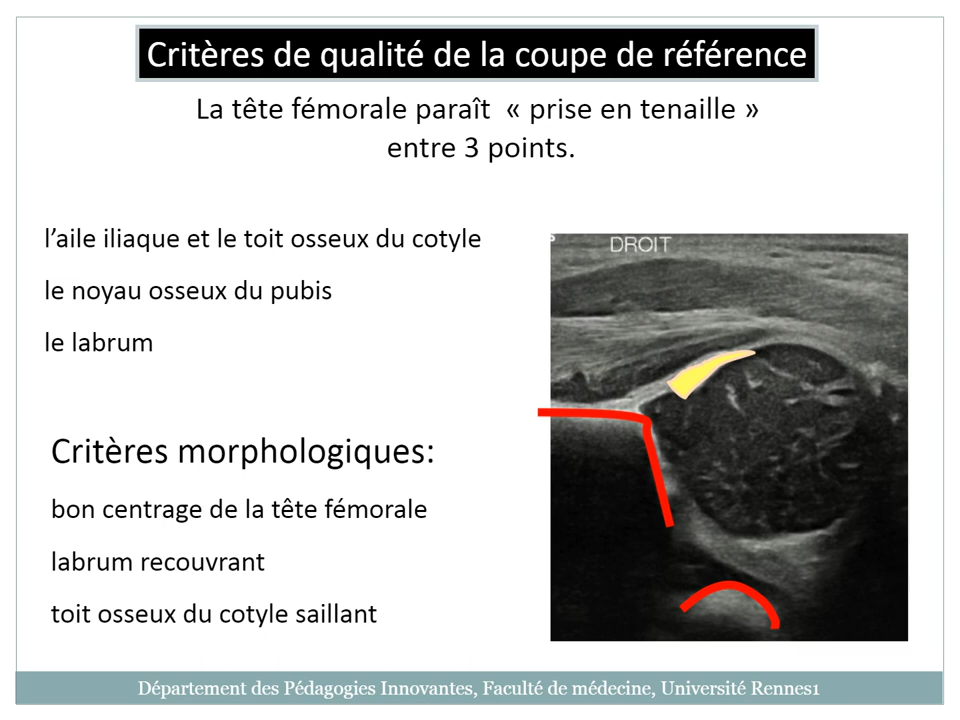 Critères de qualité de la coupe de référence
La tête fémorale paraît « prise en tenaille »
entre 3 points.
l’aile iliaque et le toit osseux du cotyle
le noyau osseux du pubis
le labrum
DROIT
Critères morphologiques:
bon centrage de la tête fémorale
labrum recouvrant
toit osseux du cotyle saillant
Département des Pédagogies Innovantes, Faculté de médecine, Université Rennes1